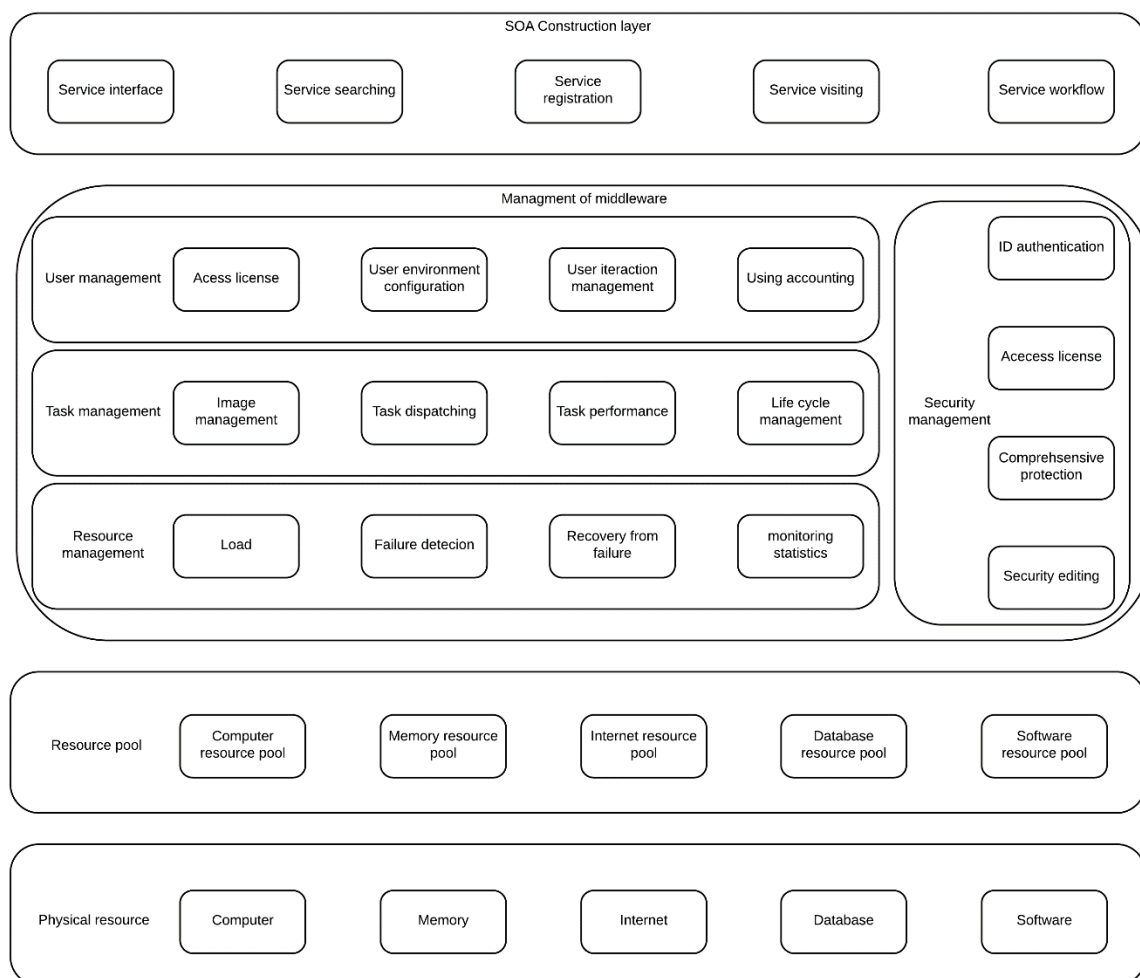 SOA Construction layer
Service interface
Service searching
Service
registration
Service visiting
Service workflow
Managment of middleware
User management
Acess license
User environment
configuration
User iteraction
management
Using accounting
Task management
Image
management
Task dispatching
Task performance
Life cycle
management
Resource
management
Load
Failure detecion
Recovery from
failure
monitoring
statistics
Security
management
ID authentication
Acecess license
Comprehsensive
protection
Security editing
Resource pool
Computer
resource pool
Memory resource
pool
Internet resource
pool
Database
resource pool
Software
resource pool
Physical resource
Computer
Memory
Internet
Database
Software